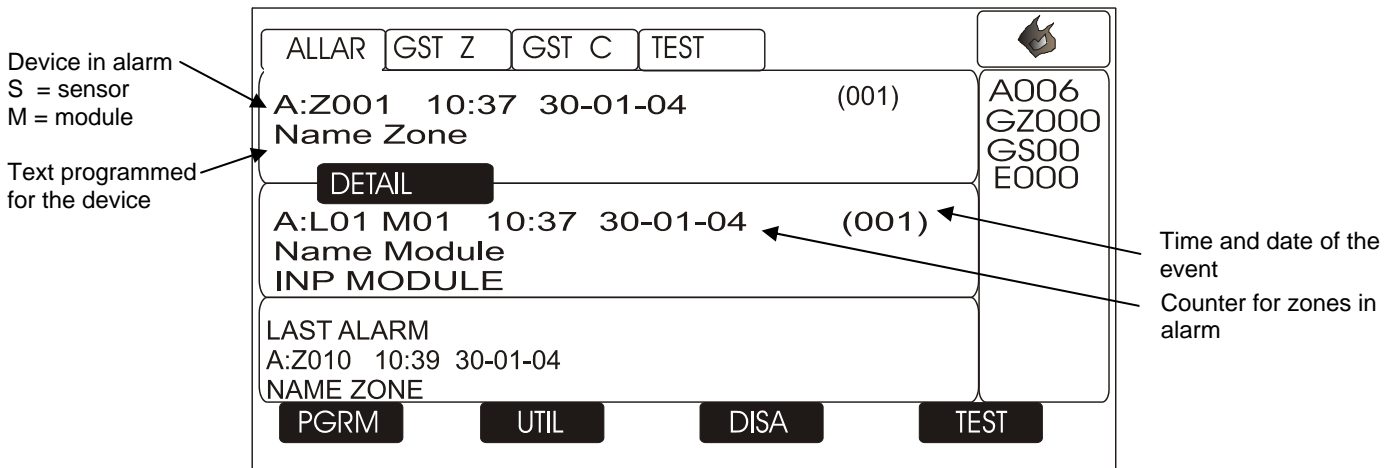 Device in alarm
S = sensor
M = module
Text programmed
for the device
ALLAR GST Z GST C TEST
A:Z001 10:37 30-01-04 (001)
Name Zone
DETAIL
A:L01 M01 10:37 30-01-04 (001)
Name Module
INP MODULE
LAST ALARM
A:Z010 10:39 30-01-04
NAME ZONE
A006
GZ000
GS00
E000
PGRM UTIL DISA TEST
Time and date of the
event
Counter for zones in
alarm